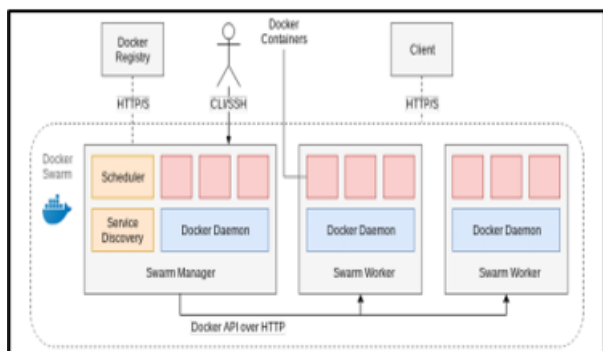 Docker
Registry
Docker
Containers
Client
HTTP/S
CLI/SSH
HTTP/S
Docker
Swarm
Scheduler
Service
Discovery
Docker Daemon
Docker Daemon
Docker Daemon
Swarm Manager
Swarm Worker
Swarm Worker
Docker API over HTTP